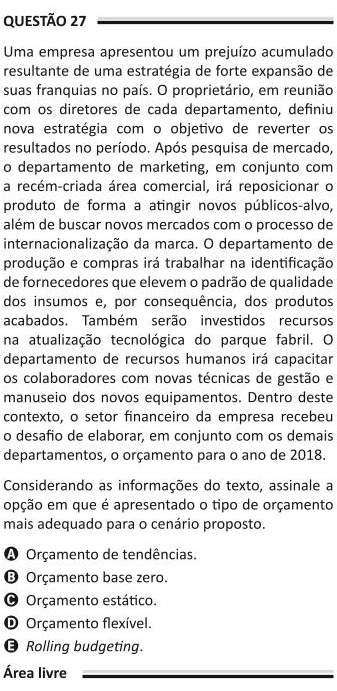 QUESTÃO 27
Uma empresa apresentou um prejuízo acumulado
resultante de uma estratégia de forte expansão de
suas franquias no país. O proprietário, em reunião
com os diretores de cada departamento, definiu
nova estratégia com o objetivo de reverter os
resultados no período. Após pesquisa de mercado,
o departamento de marketing, em conjunto com
a recém-criada área comercial, irá reposicionar o
produto de forma a atingir novos públicos-alvo,
além de buscar novos mercados com o processo de
internacionalização da marca. O departamento de
produção e compras irá trabalhar na identificação
de fornecedores que elevem o padrão de qualidade
dos insumos e, por consequência, dos produtos
acabados. Também serão investidos recursos
na atualização tecnológica do parque fabril. O
departamento de recursos humanos irá capacitar
os colaboradores com novas técnicas de gestão e
manuseio dos novos equipamentos. Dentro deste
contexto, o setor financeiro da empresa recebeu
o desafio de elaborar, em conjunto com os demais
departamentos, o orçamento para o ano de 2018.
Considerando as informações do texto, assinale a
opção em que é apresentado o tipo de orçamento
mais adequado para o cenário proposto.
A Orçamento de tendências.
B Orçamento base zero.
C Orçamento estático.
D Orçamento flexível.
E Rolling budgeting.
Área livre